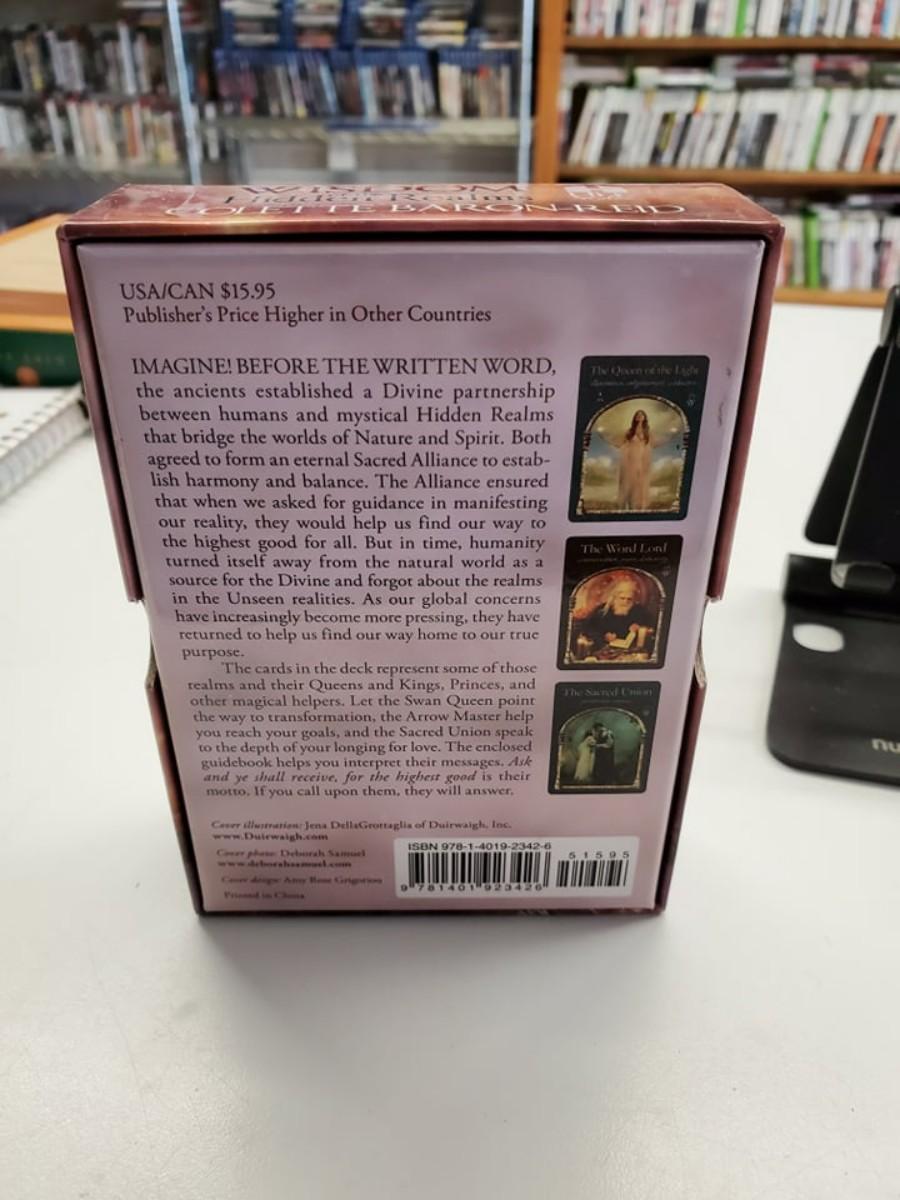 WISDOM
Hidden Realms
COLETTE BARON-REID
USA/CAN $15.95
Publisher's Price Higher in Other Countries
IMAGINE! BEFORE THE WRITTEN WORD,
the ancients established a Divine partnership
between humans and mystical Hidden Realms
that bridge the worlds of Nature and Spirit. Both
agreed to form an eternal Sacred Alliance to estab-
lish harmony and balance. The Alliance ensured
that when we asked for guidance in manifesting
our reality, they would help us find our way to
the highest good for all. But in time, humanity
turned itself away from the natural world as a
source for the Divine and forgot about the realms
in the Unseen realities. As our global concerns
have increasingly become more pressing, they have
returned to help us find our way home to our true
purpose.
The cards in the deck represent some of those
realms and their Queens and Kings, Princes, and
other magical helpers. Let the Swan Queen point
the way to transformation, the Arrow Master help
you reach your goals, and the Sacred Union speak
to the depth of your longing for love. The enclosed
guidebook helps you interpret their messages. Ask
and ye shall receive, for the highest good is their
motto. If you call upon them, they will answer.
The Queen of the Light
The Word Lord
The Sacred Union
Cover illustration: Jena DellaGrottaglia of Duirwaigh, Inc.
www.Duirwaigh.com
Cover photo: Deborah Samuel
www.deborahsamuel.com
Cover design: Amy Rose Grigoriou
Printed in China
ISBN 978-1-4019-2342-6
51595
9 781401 923426
nu